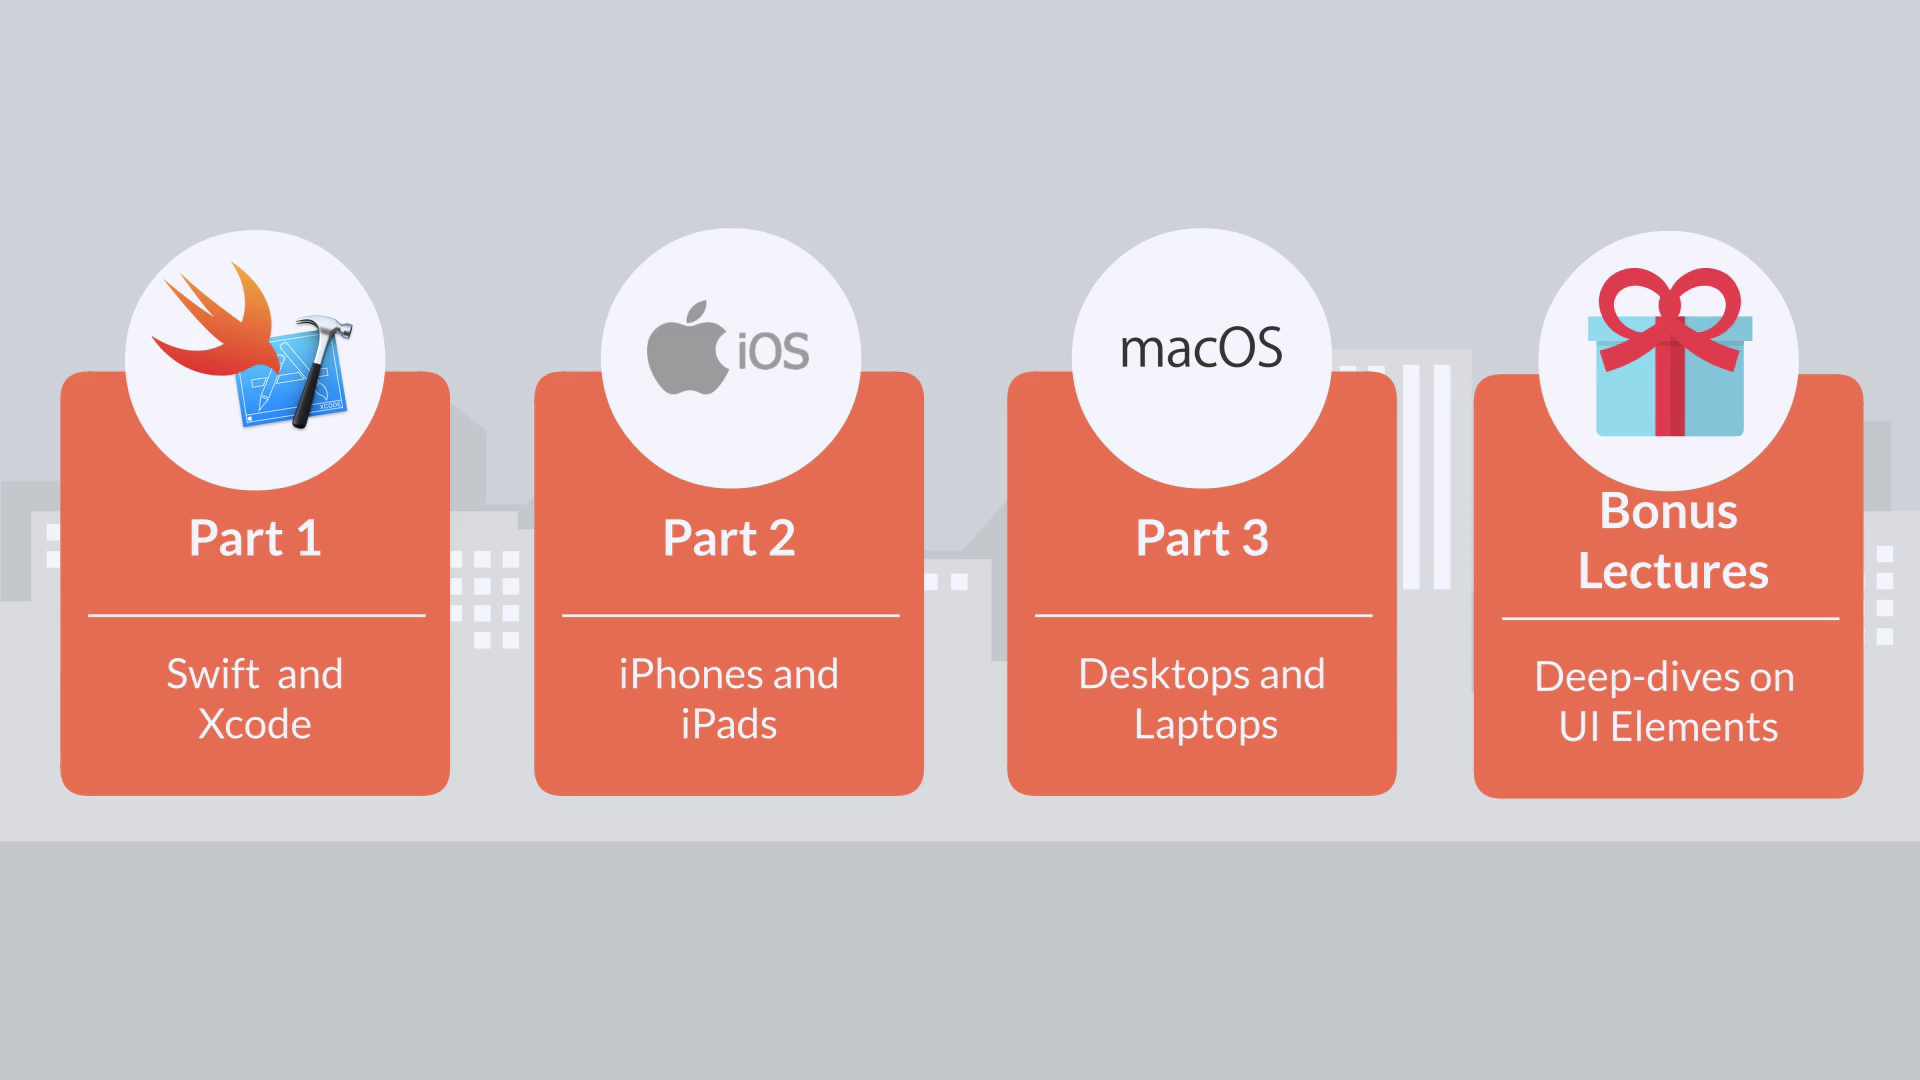 XCODE
iOS
macOS
Part 1
Swift and
Xcode
Part 2
iPhones and
iPads
Part 3
Desktops and
Laptops
Bonus
Lectures
Deep-dives on
UI Elements